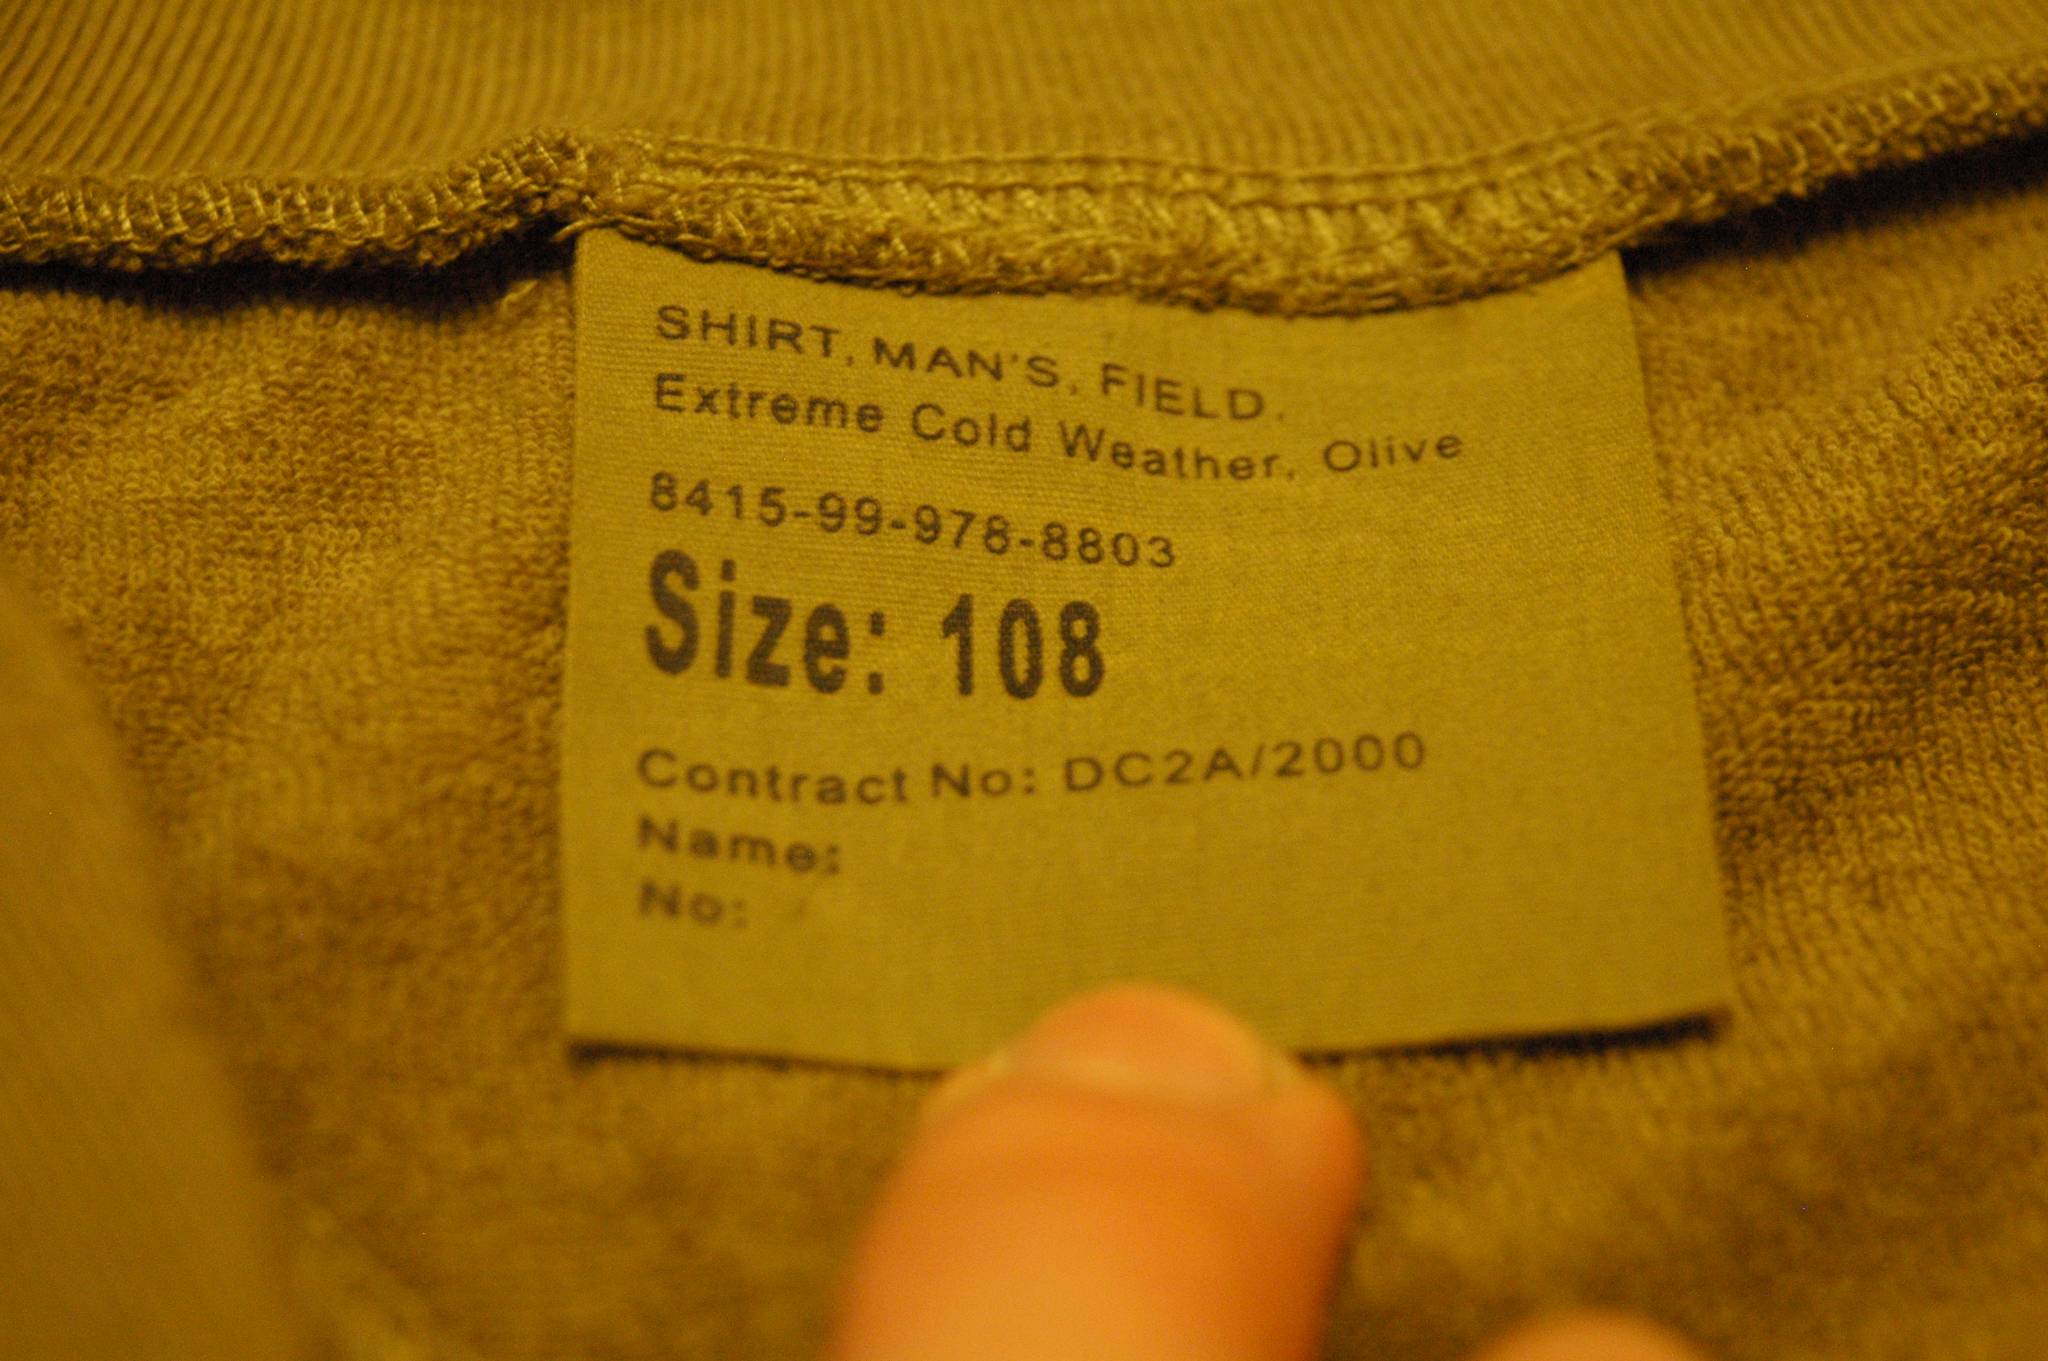 SHIRT, MAN'S, FIELD.
Extreme Cold Weather, Olive
8415-99-978-8803
Size: 108
Contract No: DC2A/2000
Name:
No: